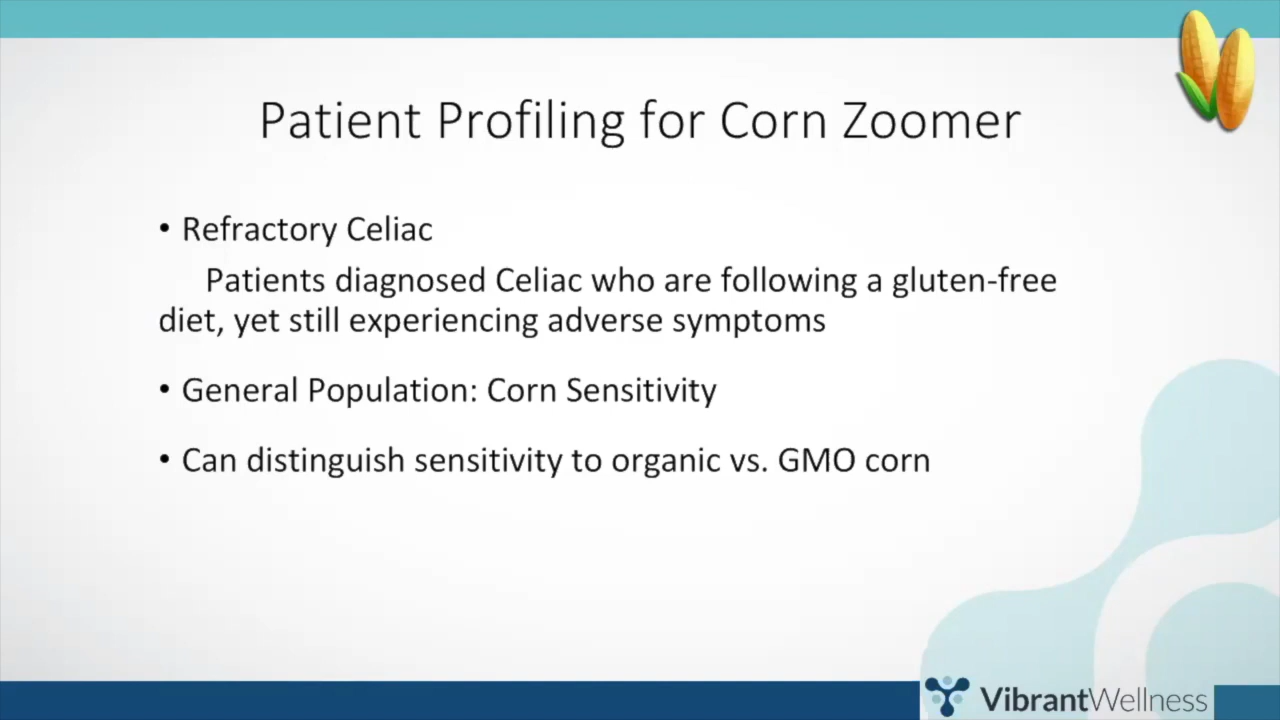 Patient Profiling for Corn Zoomer
• Refractory Celiac
Patients diagnosed Celiac who are following a gluten-free
diet, yet still experiencing adverse symptoms
• General Population: Corn Sensitivity
• Can distinguish sensitivity to organic vs. GMO corn
VibrantWellness